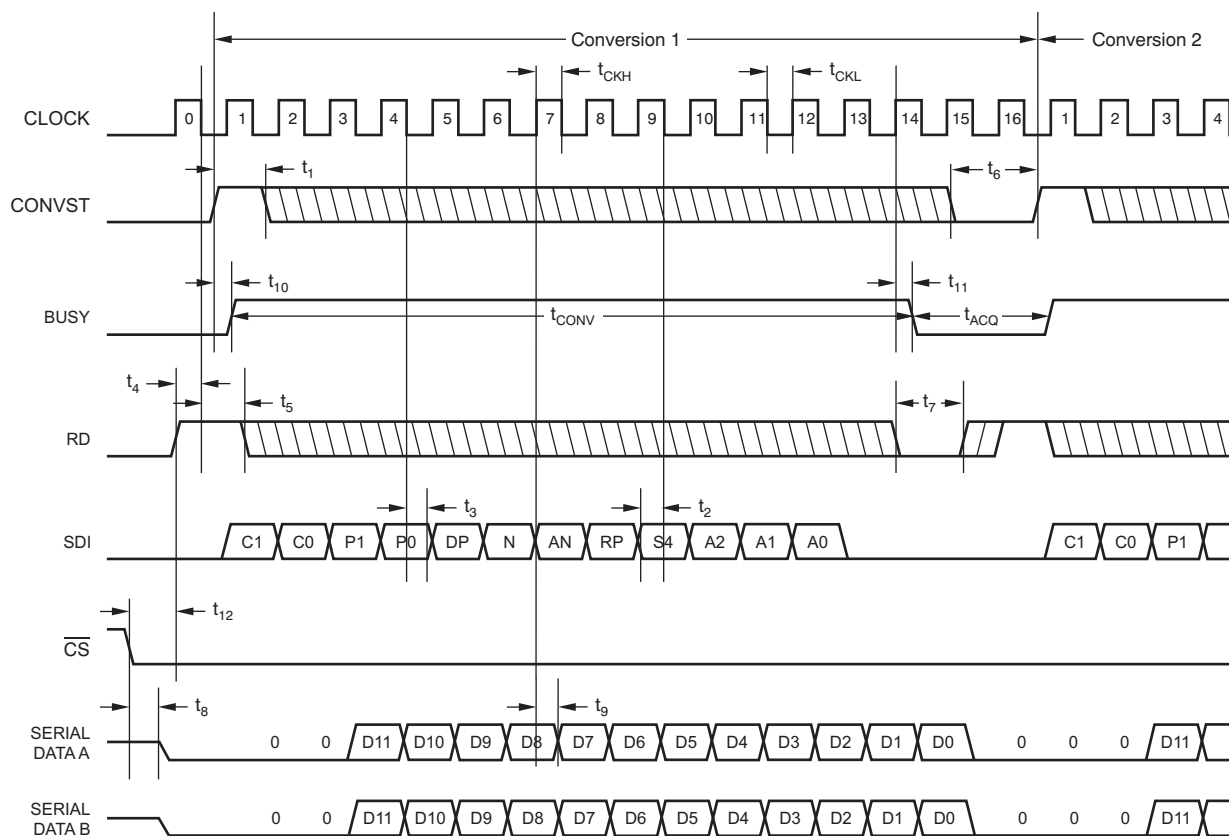 Conversion 1 Conversion 2
t_CKH t_CKL
CLOCK 0 1 2 3 4 5 6 7 8 9 10 11 12 13 14 15 16 1 2 3 4
t_1 t_6
CONVST
t_10 t_11
BUSY t_CONV t_ACQ
t_4 t_5 t_7
RD
t_3 t_2
SDI C1 C0 P1 P0 DP N AN RP S4 A2 A1 A0 C1 C0 P1
t_12
CS
t_8 t_9
SERIAL
DATA A 0 0 D11 D10 D9 D8 D7 D6 D5 D4 D3 D2 D1 D0 0 0 0 D11
SERIAL
DATA B 0 0 D11 D10 D9 D8 D7 D6 D5 D4 D3 D2 D1 D0 0 0 0 D11